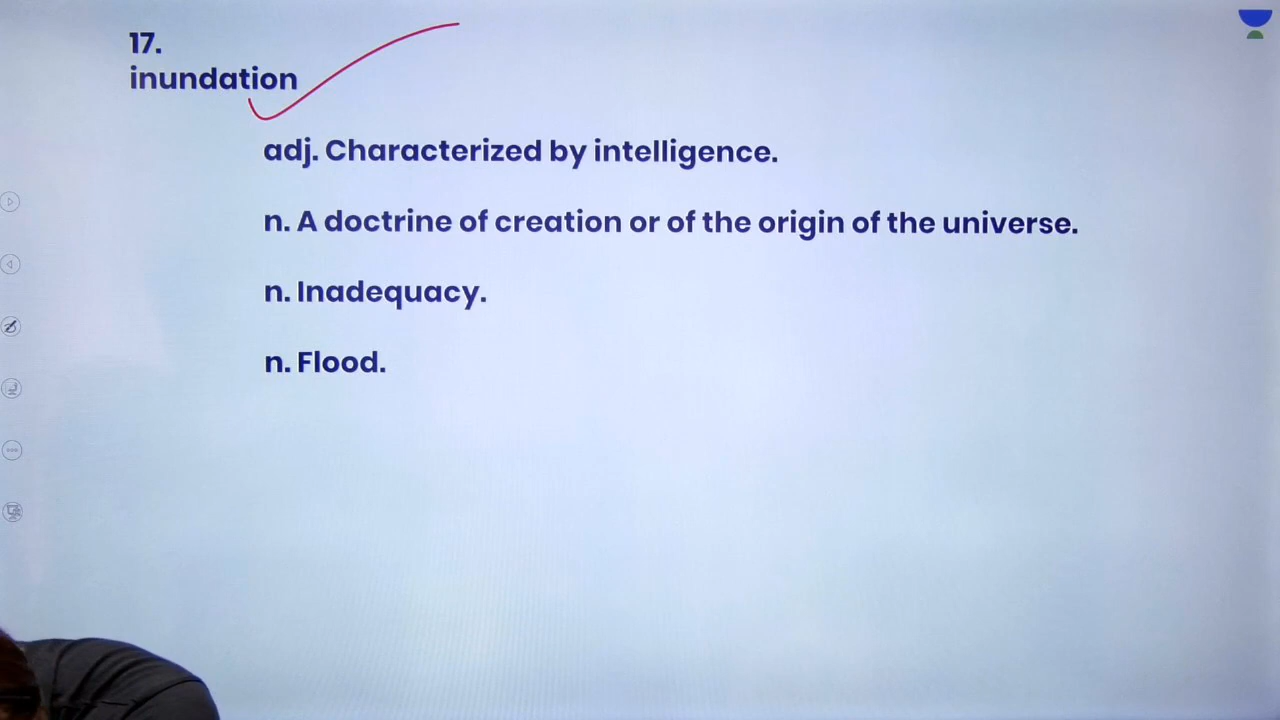 17.
inundation
adj. Characterized by intelligence.
n. A doctrine of creation or of the origin of the universe.
n. Inadequacy.
n. Flood.